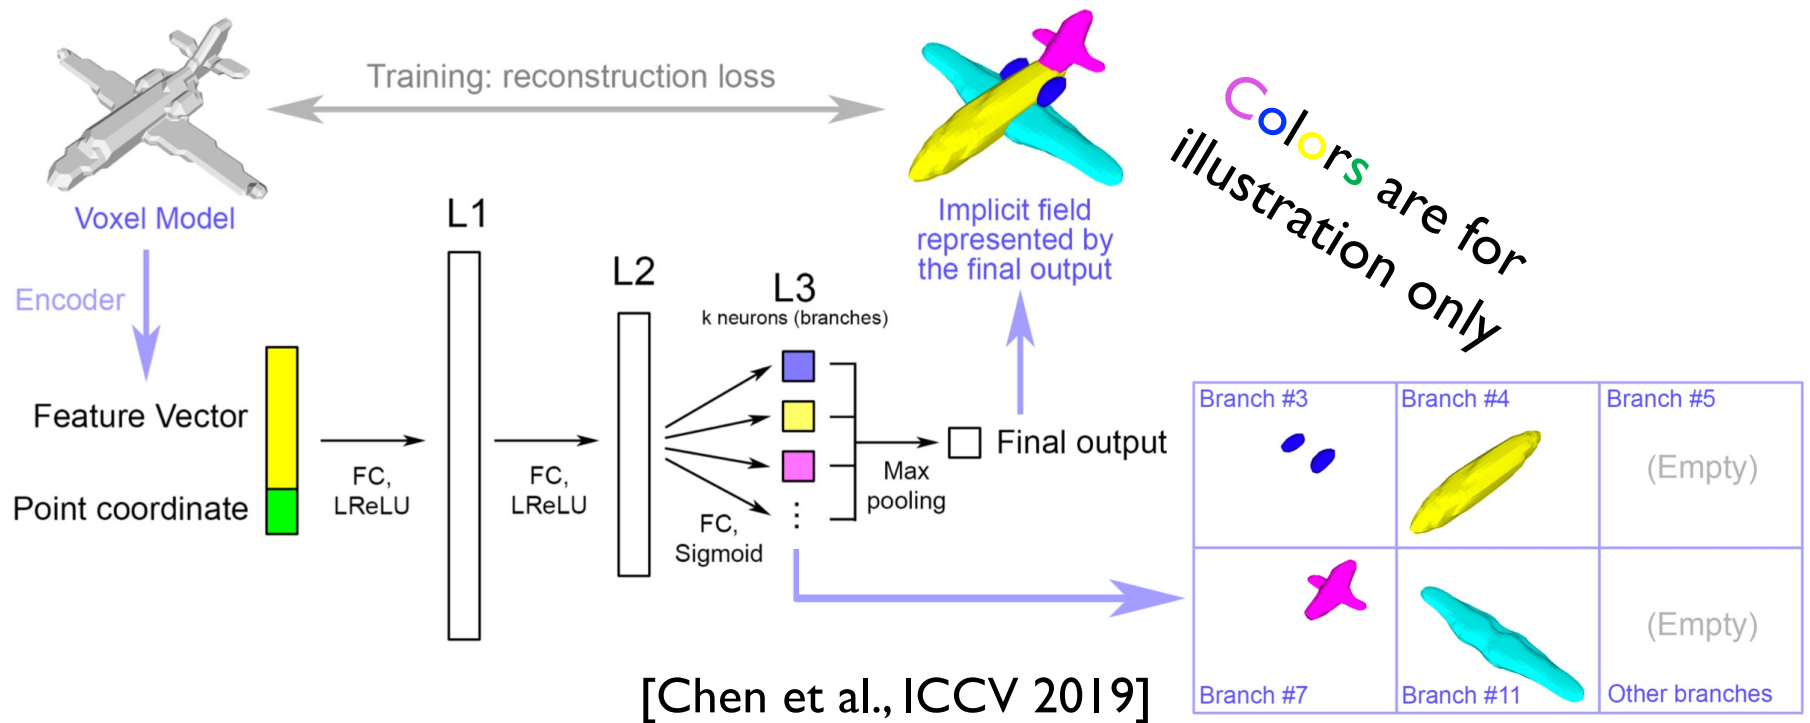 Training: reconstruction loss
Colors are for
illustration only
Voxel Model
Implicit field
represented by
the final output
Encoder
L1
L2
L3
k neurons (branches)
Feature Vector
Point coordinate
FC,
LReLU
FC,
LReLU
FC,
Sigmoid
⋮
Max
pooling
Final output
Branch #3
Branch #4
Branch #5
(Empty)
Branch #7
Branch #11
(Empty)
Other branches
[Chen et al., ICCV 2019]